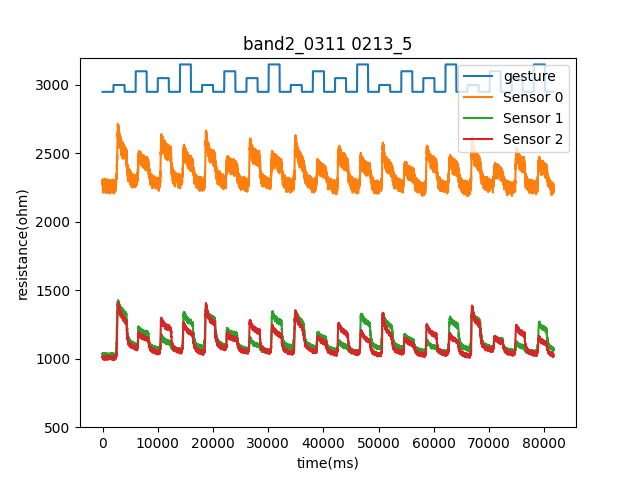 band2_0311 0213_5
gesture
Sensor 0
Sensor 1
Sensor 2
resistance(ohm)
3000
2500
2000
1500
1000
500
0
10000
20000
30000
40000
50000
60000
70000
80000
time(ms)